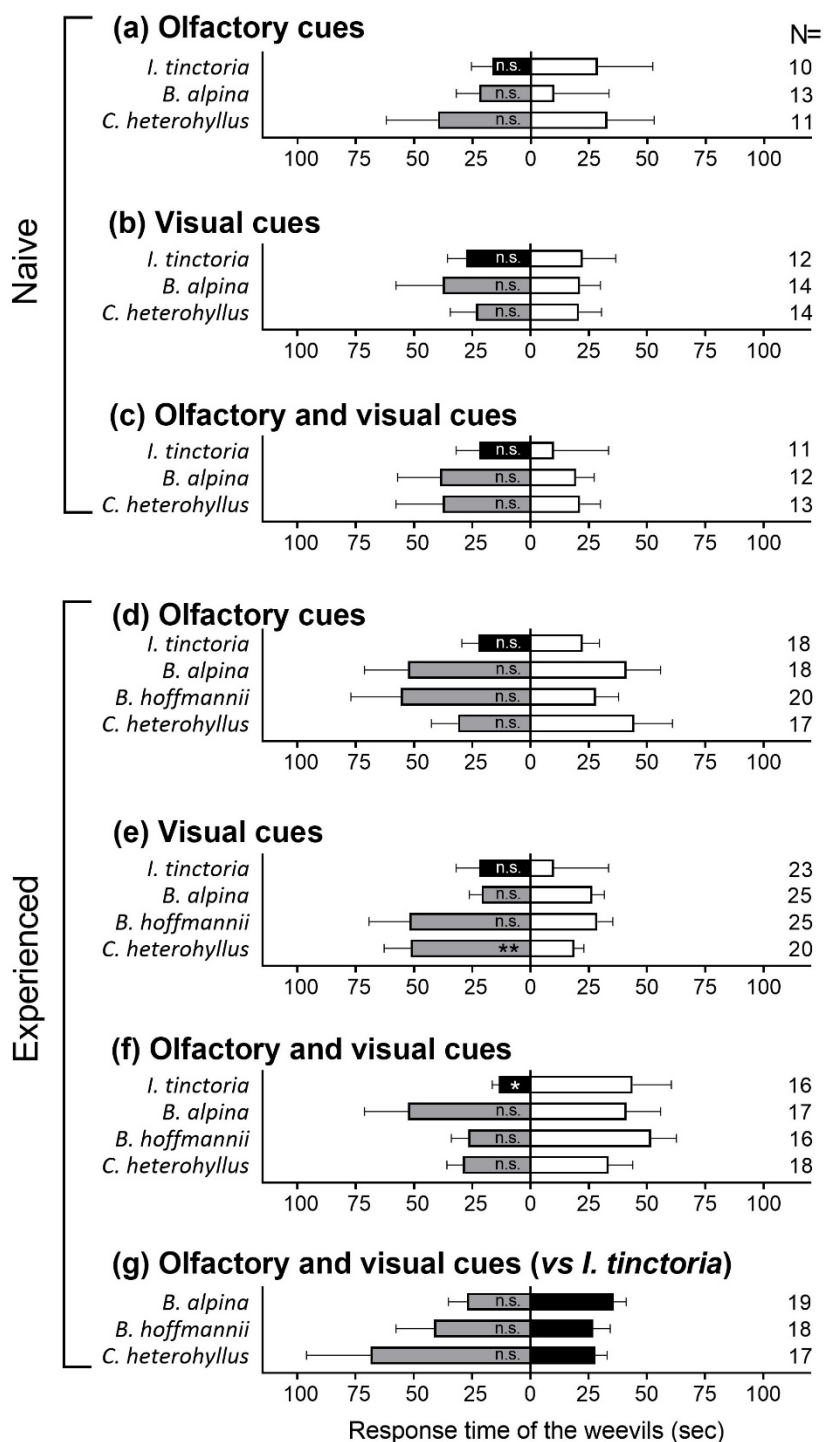 (a) Olfactory cues
N=
I. tinctoria n.s. 10
B. alpina n.s. 13
C. heterohyllus n.s. 11
100 75 50 25 0 25 50 75 100
Naive
(b) Visual cues
I. tinctoria n.s. 12
B. alpina n.s. 14
C. heterohyllus n.s. 14
100 75 50 25 0 25 50 75 100
(c) Olfactory and visual cues
I. tinctoria n.s. 11
B. alpina n.s. 12
C. heterohyllus n.s. 13
100 75 50 25 0 25 50 75 100
(d) Olfactory cues
I. tinctoria n.s. 18
B. alpina n.s. 18
B. hoffmannii n.s. 20
C. heterohyllus n.s. 17
100 75 50 25 0 25 50 75 100
Experienced
(e) Visual cues
I. tinctoria n.s. 23
B. alpina n.s. 25
B. hoffmannii n.s. 25
C. heterohyllus ** 20
100 75 50 25 0 25 50 75 100
(f) Olfactory and visual cues
I. tinctoria * 16
B. alpina n.s. 17
B. hoffmannii n.s. 16
C. heterohyllus n.s. 18
100 75 50 25 0 25 50 75 100
(g) Olfactory and visual cues (vs I. tinctoria)
B. alpina n.s. 19
B. hoffmannii n.s. 18
C. heterohyllus n.s. 17
100 75 50 25 0 25 50 75 100
Response time of the weevils (sec)